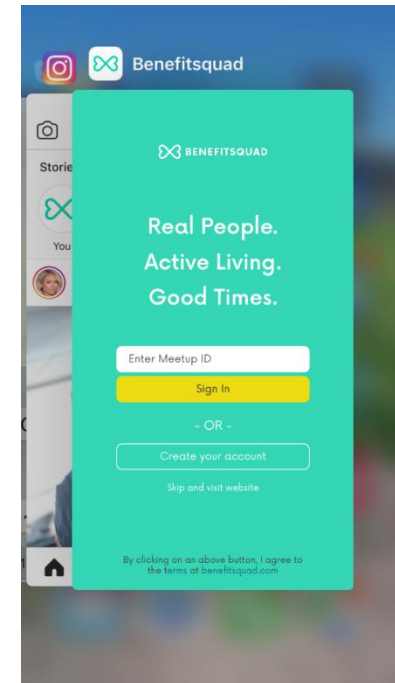 Benefitsquad
Stories
You
BENEFITSQUAD
Real People.
Active Living.
Good Times.
Enter Meetup ID
Sign In
- OR -
Create your account
Skip and visit website
By clicking on an above button, I agree to
the terms at benefitsquad.com